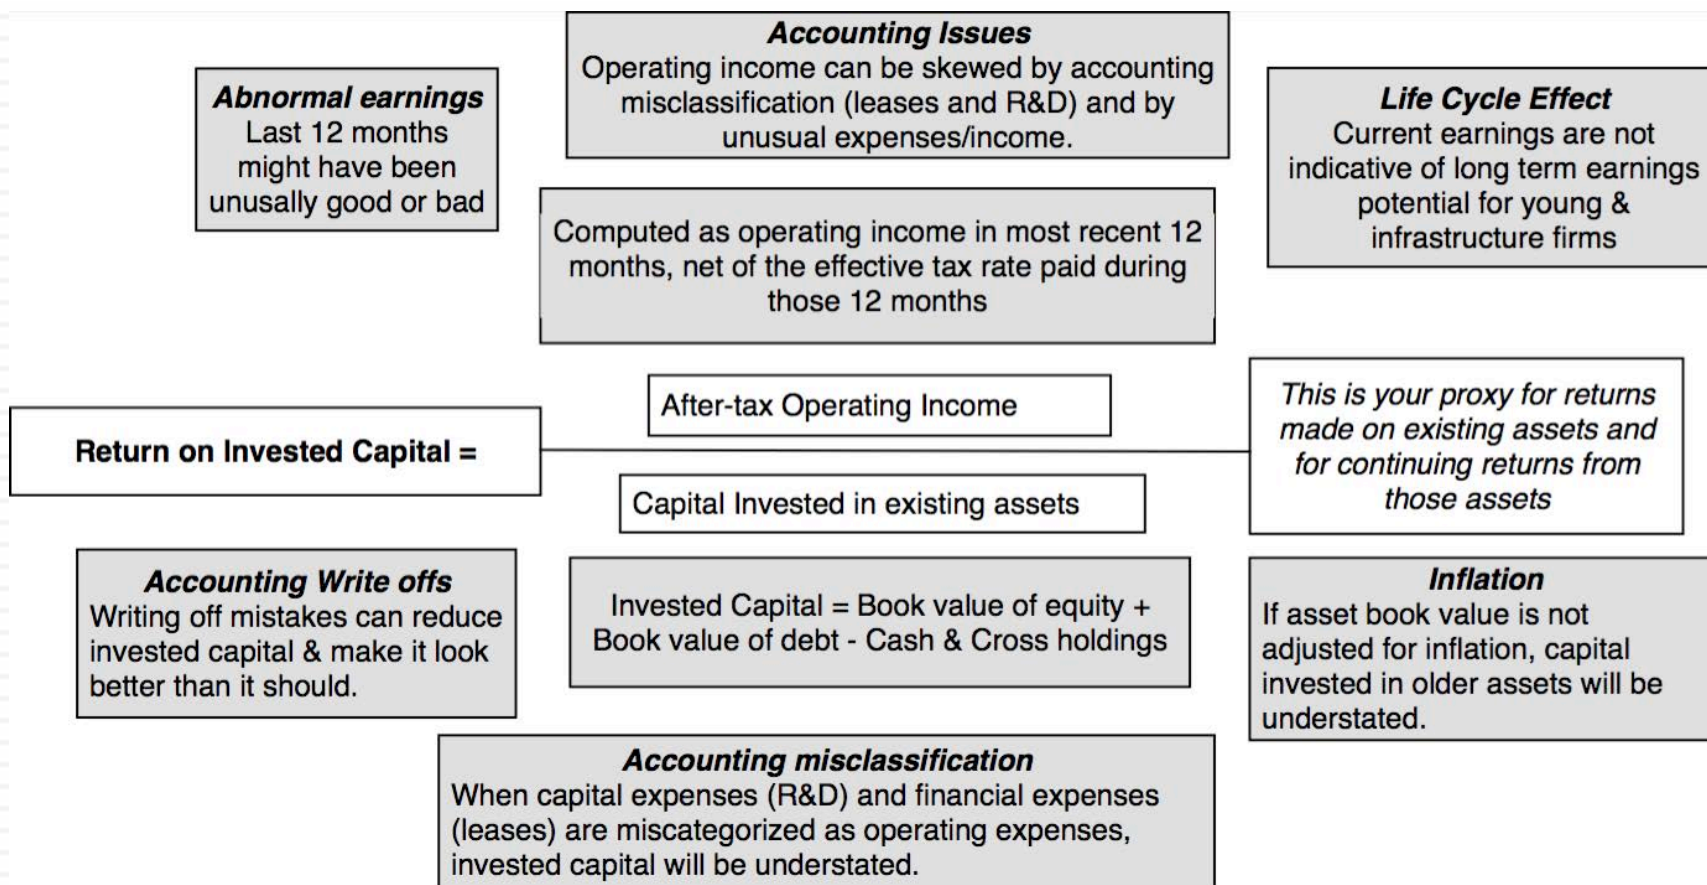 Accounting Issues
Operating income can be skewed by accounting
misclassification (leases and R&D) and by
unusual expenses/income.
Abnormal earnings
Last 12 months
might have been
unusally good or bad
Life Cycle Effect
Current earnings are not
indicative of long term earnings
potential for young &
infrastructure firms
Computed as operating income in most recent 12
months, net of the effective tax rate paid during
those 12 months
Return on Invested Capital =
After-tax Operating Income
Capital Invested in existing assets
This is your proxy for returns
made on existing assets and
for continuing returns from
those assets
Accounting Write offs
Writing off mistakes can reduce
invested capital & make it look
better than it should.
Invested Capital = Book value of equity +
Book value of debt - Cash & Cross holdings
Inflation
If asset book value is not
adjusted for inflation, capital
invested in older assets will be
understated.
Accounting misclassification
When capital expenses (R&D) and financial expenses
(leases) are miscategorized as operating expenses,
invested capital will be understated.